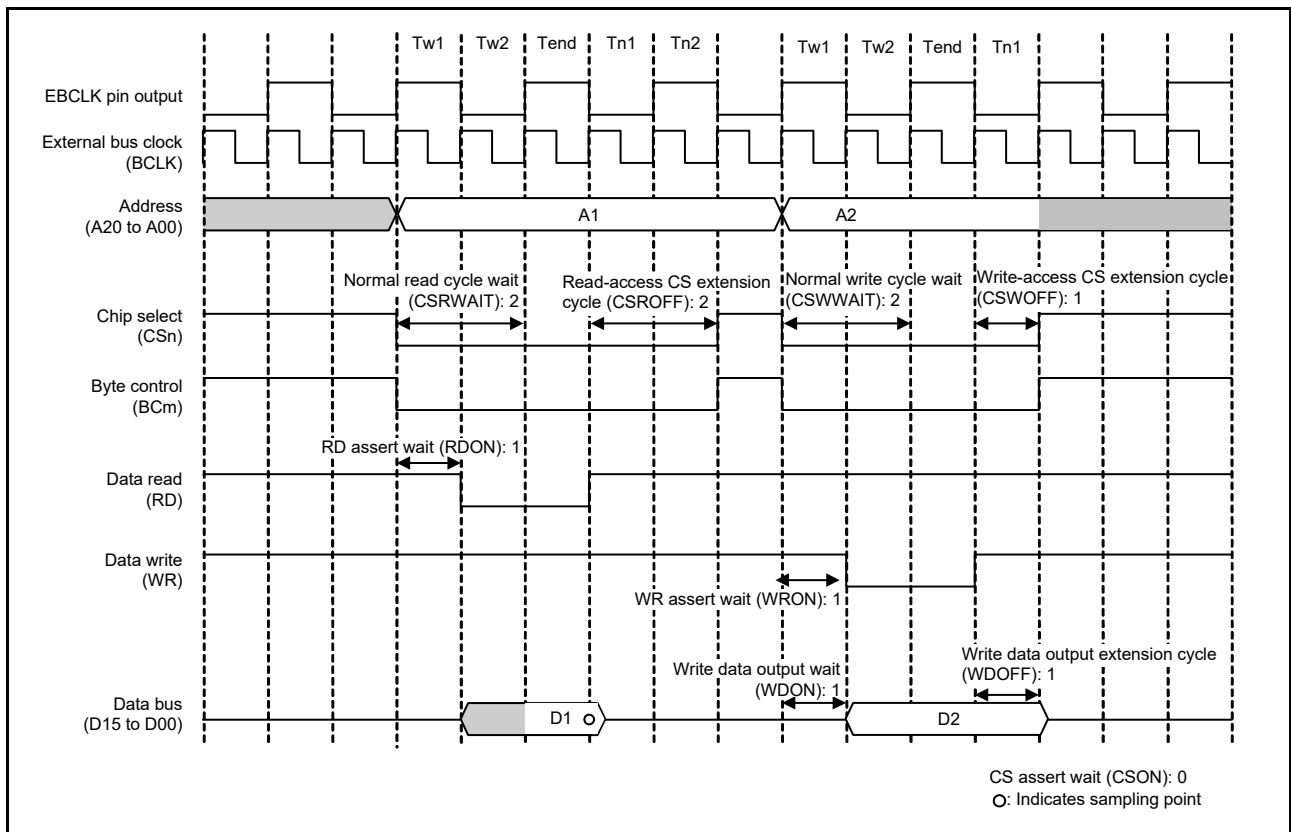 Tw1 Tw2 Tend Tn1 Tn2 Tw1 Tw2 Tend Tn1
EBCLK pin output
External bus clock
(BCLK)
Address
(A20 to A00)
A1
A2
Normal read cycle wait
(CSRWAIT): 2
Read-access CS extension
cycle (CSROFF): 2
Normal write cycle wait
(CSWWAIT): 2
Write-access CS extension cycle
(CSWOFF): 1
Chip select
(CSn)
Byte control
(BCm)
RD assert wait (RDON): 1
Data read
(RD)
Data write
(WR)
WR assert wait (WRON): 1
Write data output wait
(WDON): 1
Write data output extension cycle
(WDOFF): 1
Data bus
(D15 to D00)
D1
D2
CS assert wait (CSON): 0
: Indicates sampling point